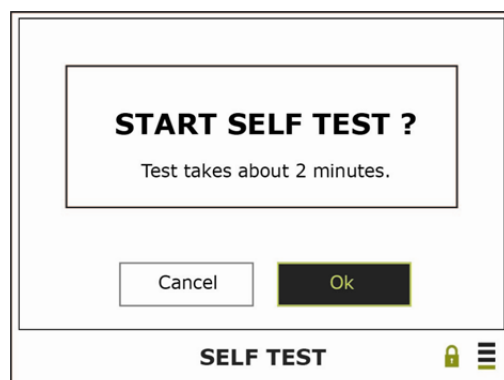 START SELF TEST ?
Test takes about 2 minutes.
Cancel
Ok
SELF TEST